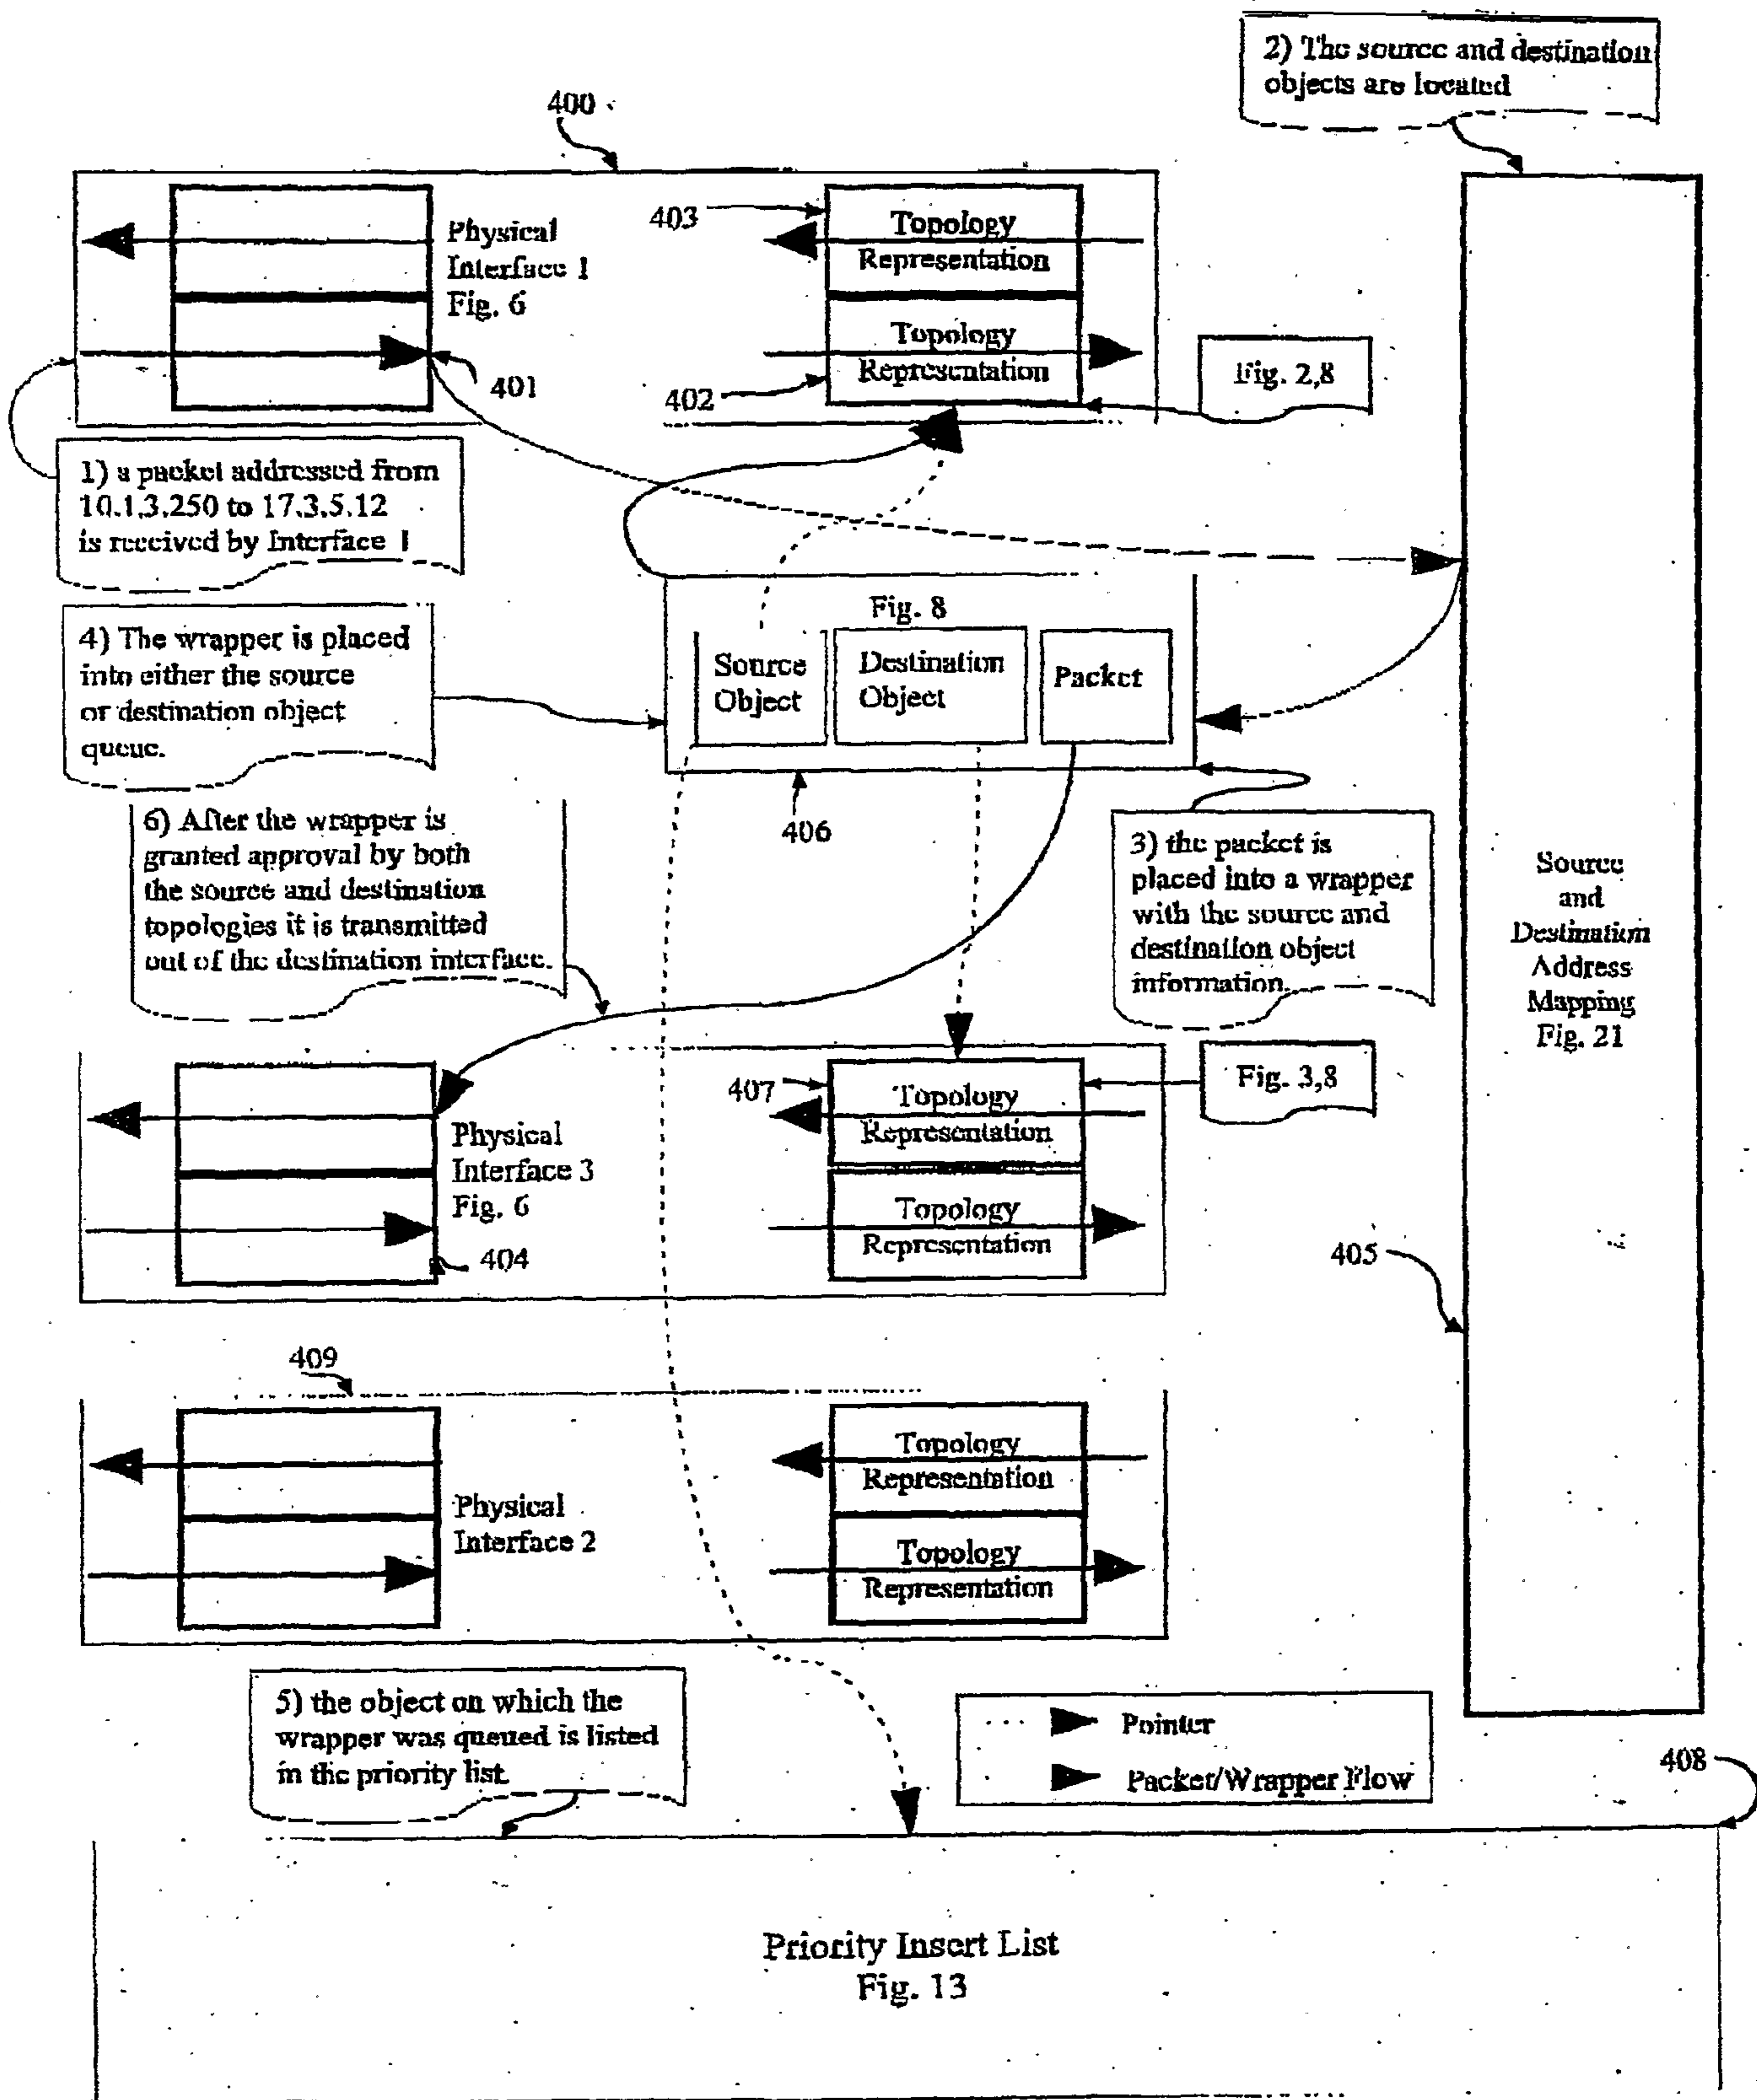 2) The source and destination
objects are located
400
403
Topology
Representation
Physical
Interface 1
Fig. 6
Topology
Representation
401
402
Fig. 2,8
1) a packet addressed from
10.1.3.250 to 17.3.5.12
is received by Interface 1
Fig. 8
Source
Object
Destination
Object
Packet
4) The wrapper is placed
into either the source
or destination object
queue.
406
6) After the wrapper is
granted approval by both
the source and destination
topologies it is transmitted
out of the destination interface.
3) the packet is
placed into a wrapper
with the source and
destination object
information.
Source
and
Destination
Address
Mapping
Fig. 21
407
Topology
Representation
Fig. 3,8
Physical
Interface 3
Fig. 6
Topology
Representation
404
405
409
Topology
Representation
Physical
Interface 2
Topology
Representation
5) the object on which the
wrapper was queued is listed
in the priority list.
Pointer
Packet/Wrapper Flow
408
Priority Insert List
Fig. 13